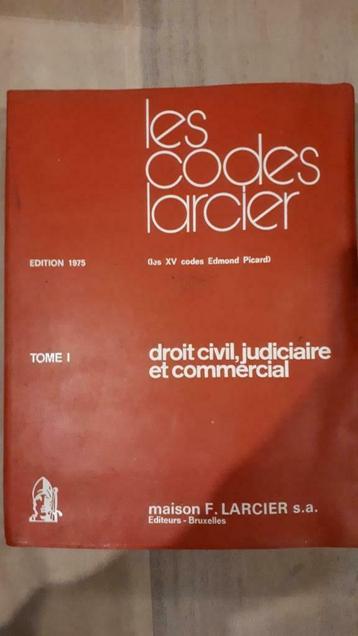 les
codes
larcier
EDITION 1975
(les XV codes Edmond Picard)
TOME I
droit civil, judiciaire
et commercial
maison F. LARCIER s.a.
Editeurs - Bruxelles